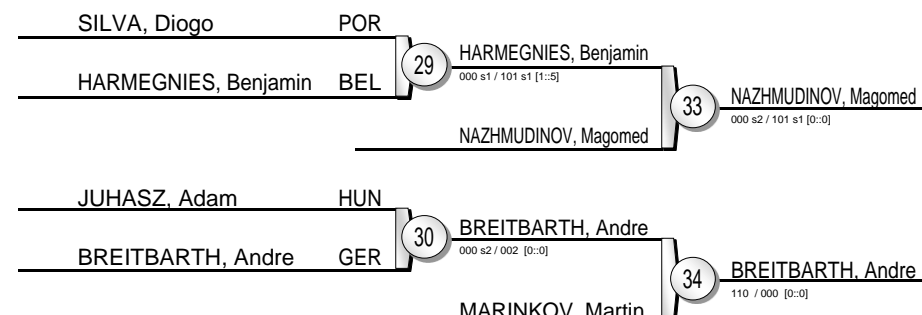 SILVA, Diogo POR
29
HARMEGNIES, Benjamin
000 s1 / 101 s1 [1::5]
HARMEGNIES, Benjamin BEL
33
NAZHMUDINOV, Magomed
000 s2 / 101 s1 [0::0]
NAZHMUDINOV, Magomed
JUHASZ, Adam HUN
30
BREITBARTH, Andre
000 s2 / 002 [0::0]
BREITBARTH, Andre GER
34
BREITBARTH, Andre
110 / 000 [0::0]
MARINKOV, Martin